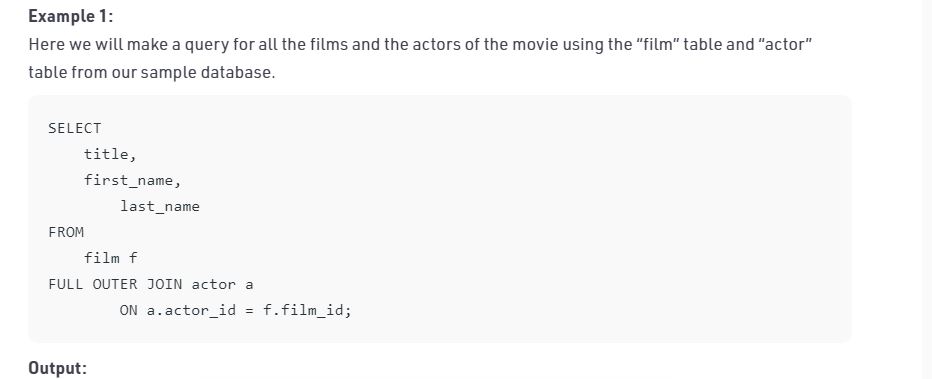 Example 1:
Here we will make a query for all the films and the actors of the movie using the “film” table and “actor”
table from our sample database.
SELECT
    title,
    first_name,
        last_name
FROM
    film f
FULL OUTER JOIN actor a
        ON a.actor_id = f.film_id;
Output: